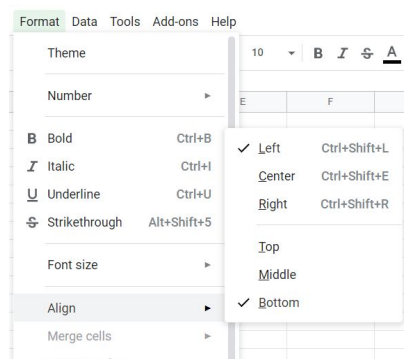 Format Data Tools Add-ons Help
Theme
10 B I S A
Number
E F
B Bold Ctrl+B
I Italic Ctrl+I
U Underline Ctrl+U
S Strikethrough Alt+Shift+5
Font size
Align
Merge cells
Left Ctrl+Shift+L
Center Ctrl+Shift+E
Right Ctrl+Shift+R
Top
Middle
Bottom